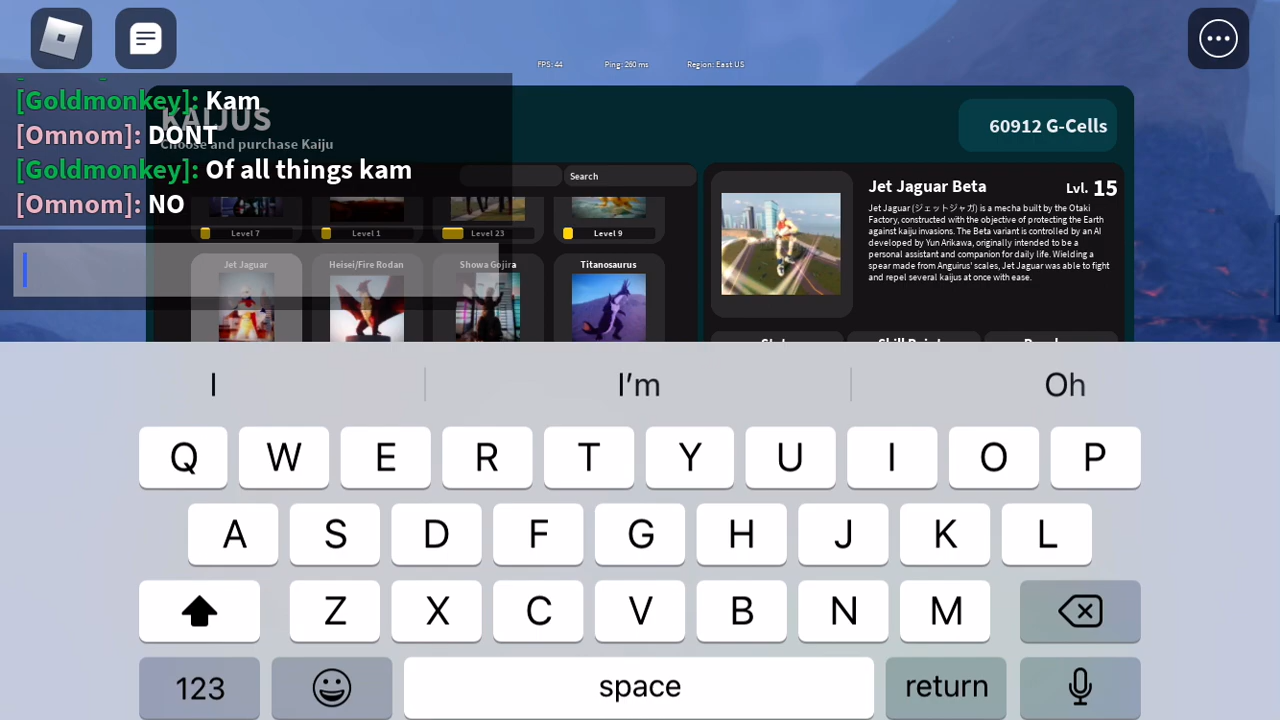 FPS: 44 Ping: 260 ms Region: East US
[Goldmonkey]: Kam
[Omnom]: DONT
[Goldmonkey]: Of all things kam
[Omnom]: NO
KAIJUS
Choose and purchase Kaiju
60912 G-Cells
Search
Level 7 Level 1 Level 23 Level 9
Jet Jaguar Heisei/Fire Rodan Showa Gojira Titanosaurus
Jet Jaguar Beta Lvl. 15
Jet Jaguar (ジェットジャガ) is a mecha built by the Otaki
Factory, constructed with the objective of protecting the Earth
against kaiju invasions. The Beta variant is controlled by an AI
developed by Yun Arikawa, originally intended to be a
personal assistant and companion for daily life. Wielding a
spear made from Anguirus' scales, Jet Jaguar was able to fight
and repel several kaijus at once with ease.
I I'm Oh
Q W E R T Y U I O P
A S D F G H J K L
Z X C V B N M
123 space return